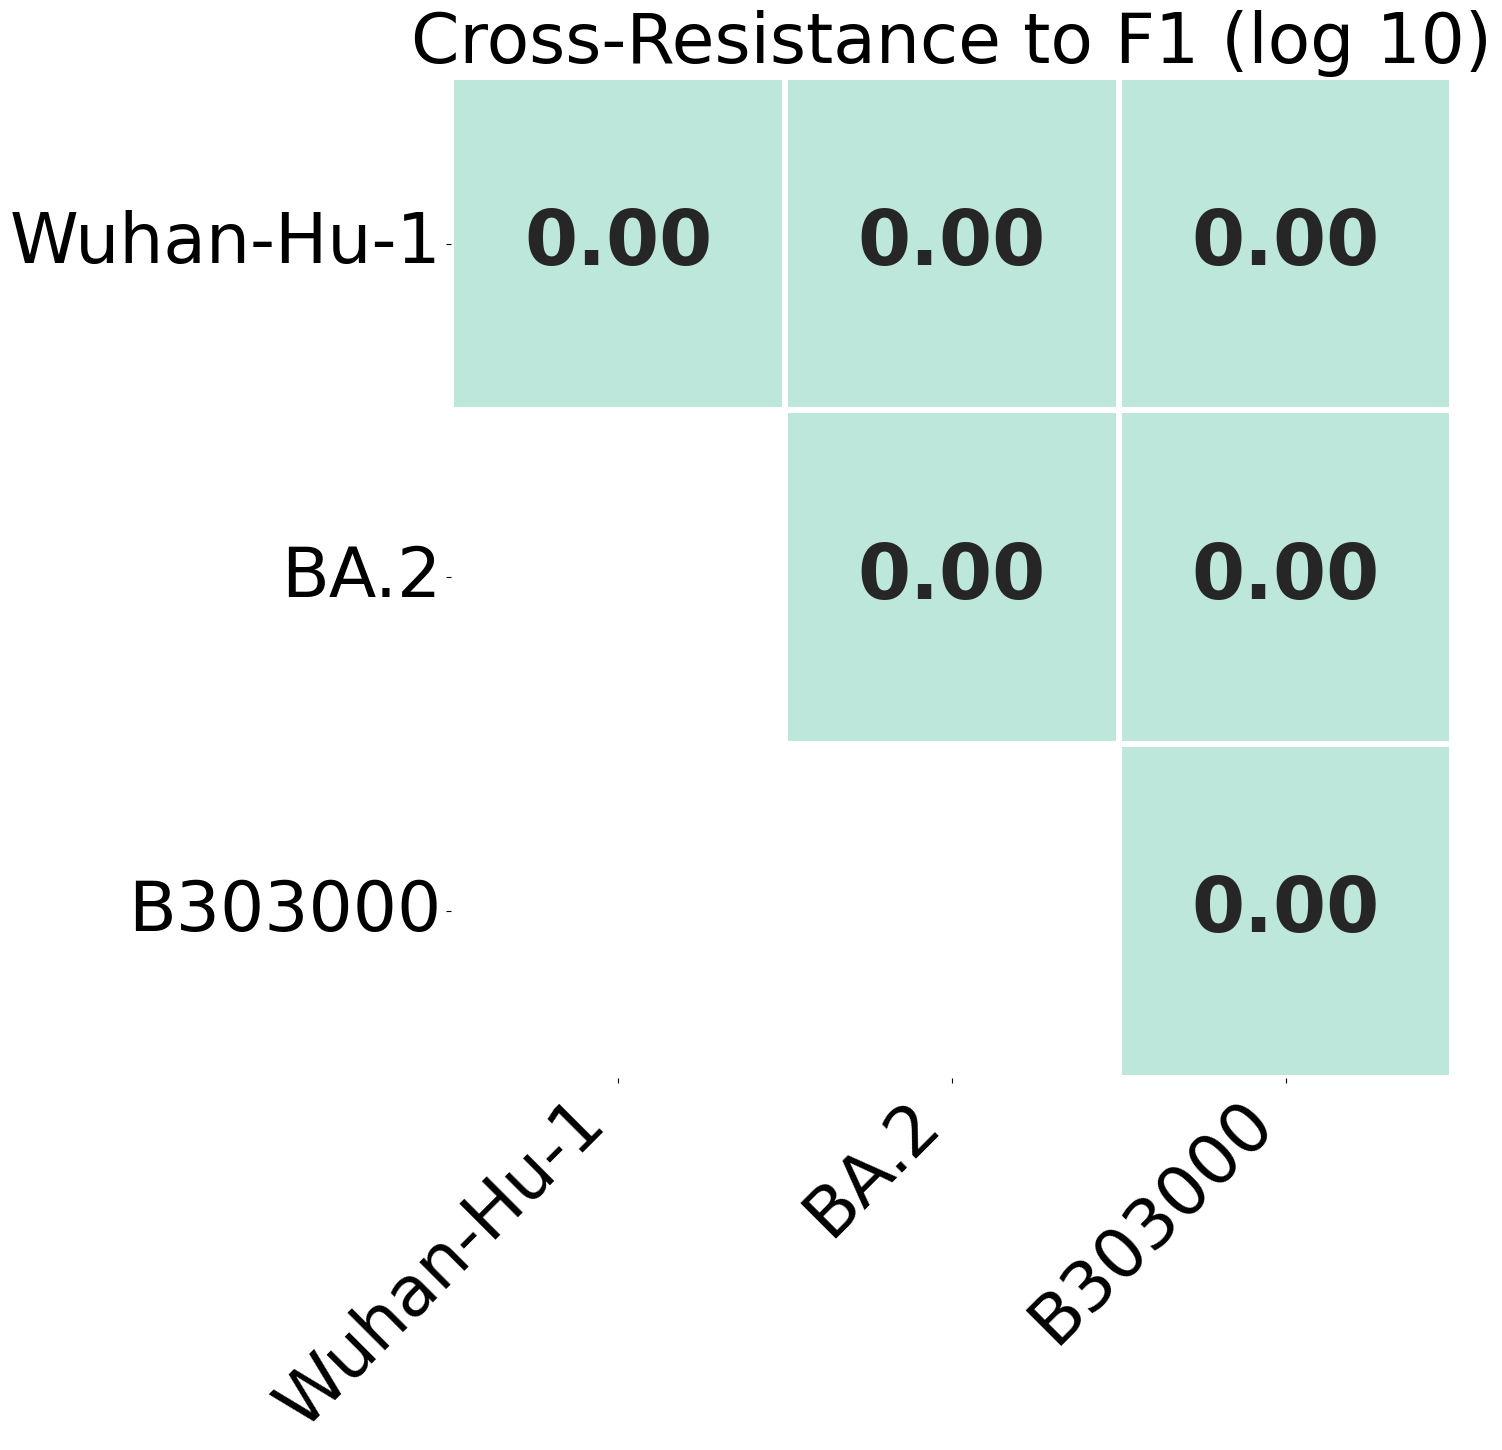 Cross-Resistance to F1 (log 10)
Wuhan-Hu-1 0.00 0.00 0.00
BA.2 0.00 0.00
B303000 0.00
Wuhan-Hu-1 BA.2 B303000